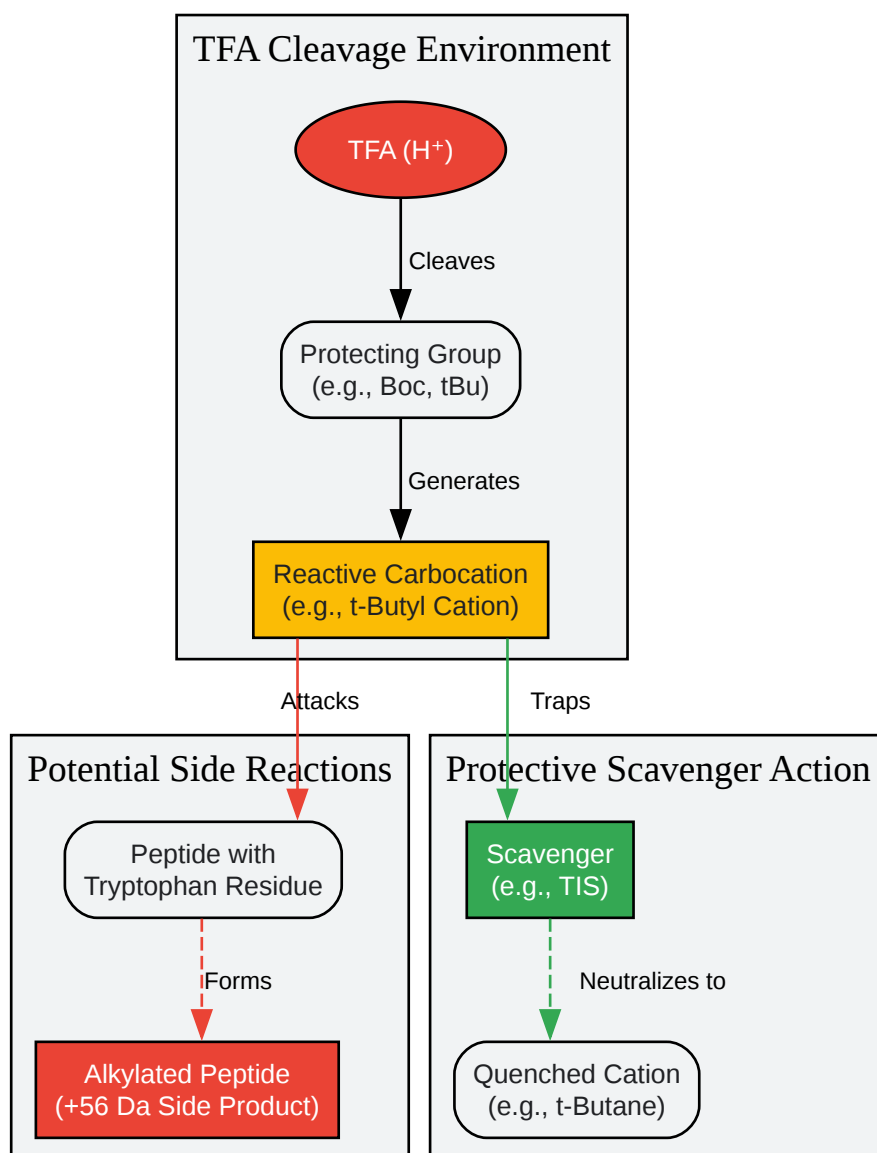 TFA Cleavage Environment
TFA (H⁺)
Cleaves
Protecting Group
(e.g., Boc, tBu)
Generates
Reactive Carbocation
(e.g., t-Butyl Cation)
Attacks
Traps
Potential Side Reactions
Peptide with
Tryptophan Residue
Forms
Alkylated Peptide
(+56 Da Side Product)
Protective Scavenger Action
Scavenger
(e.g., TIS)
Neutralizes to
Quenched Cation
(e.g., t-Butane)